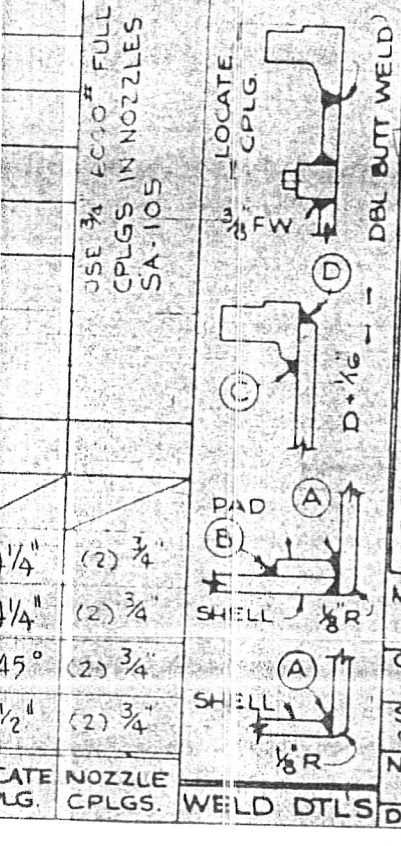 USE ¾" 6000# FULL
CPLGS IN NOZZLES
SA-105
LOCATE
CPLG.
⅜" FW
DBL BUTT WELD)
D
C
D + 1/16"
PAD
A
B
SHELL
⅛"R
A
SHELL
⅛"R
1/4"
(2) ¾"
1/4"
(2) ¾"
45°
(2) ¾"
1/2"
(2) ¾"
CATE
LG.
NOZZLE
CPLGS.
WELD DTLS